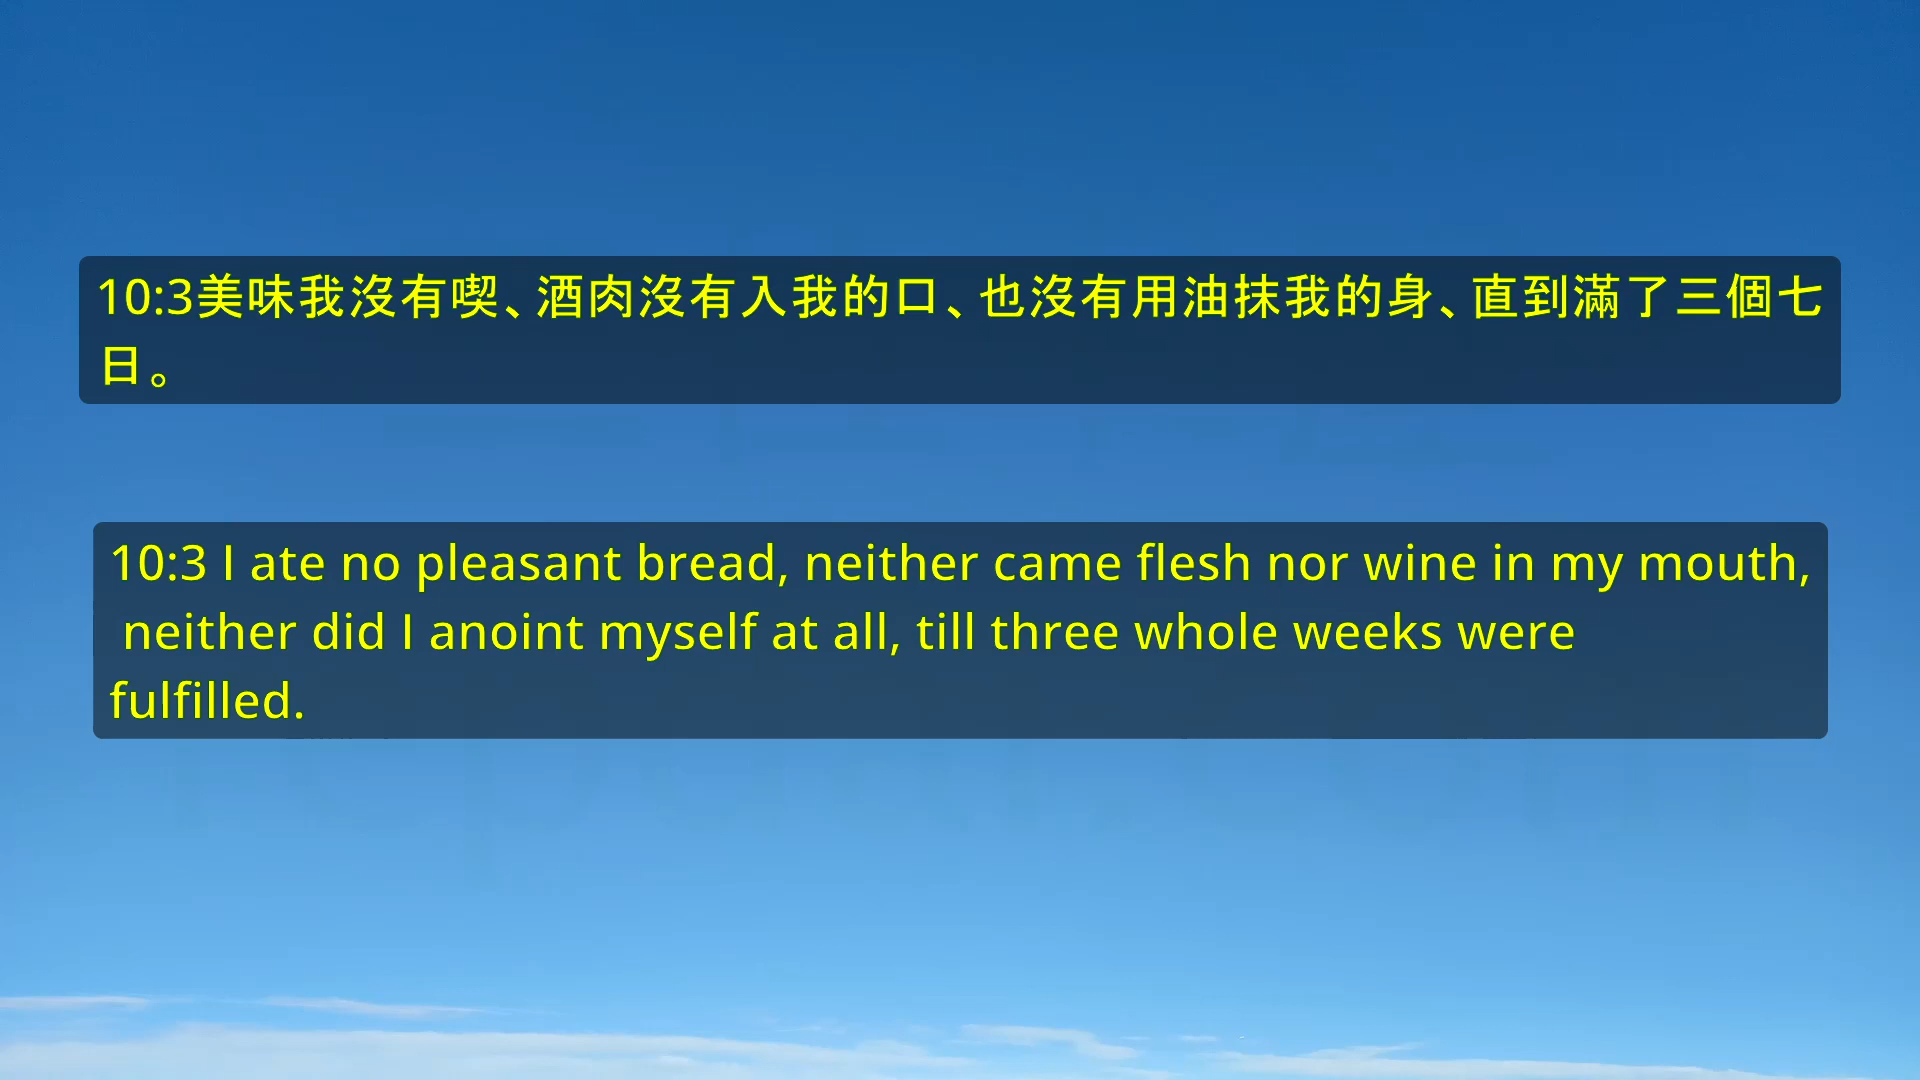 10:3美味我沒有喫、酒肉沒有入我的口、也沒有用油抹我的身、直到滿了三個七
日。
10:3 I ate no pleasant bread, neither came flesh nor wine in my mouth,
neither did I anoint myself at all, till three whole weeks were
fulfilled.